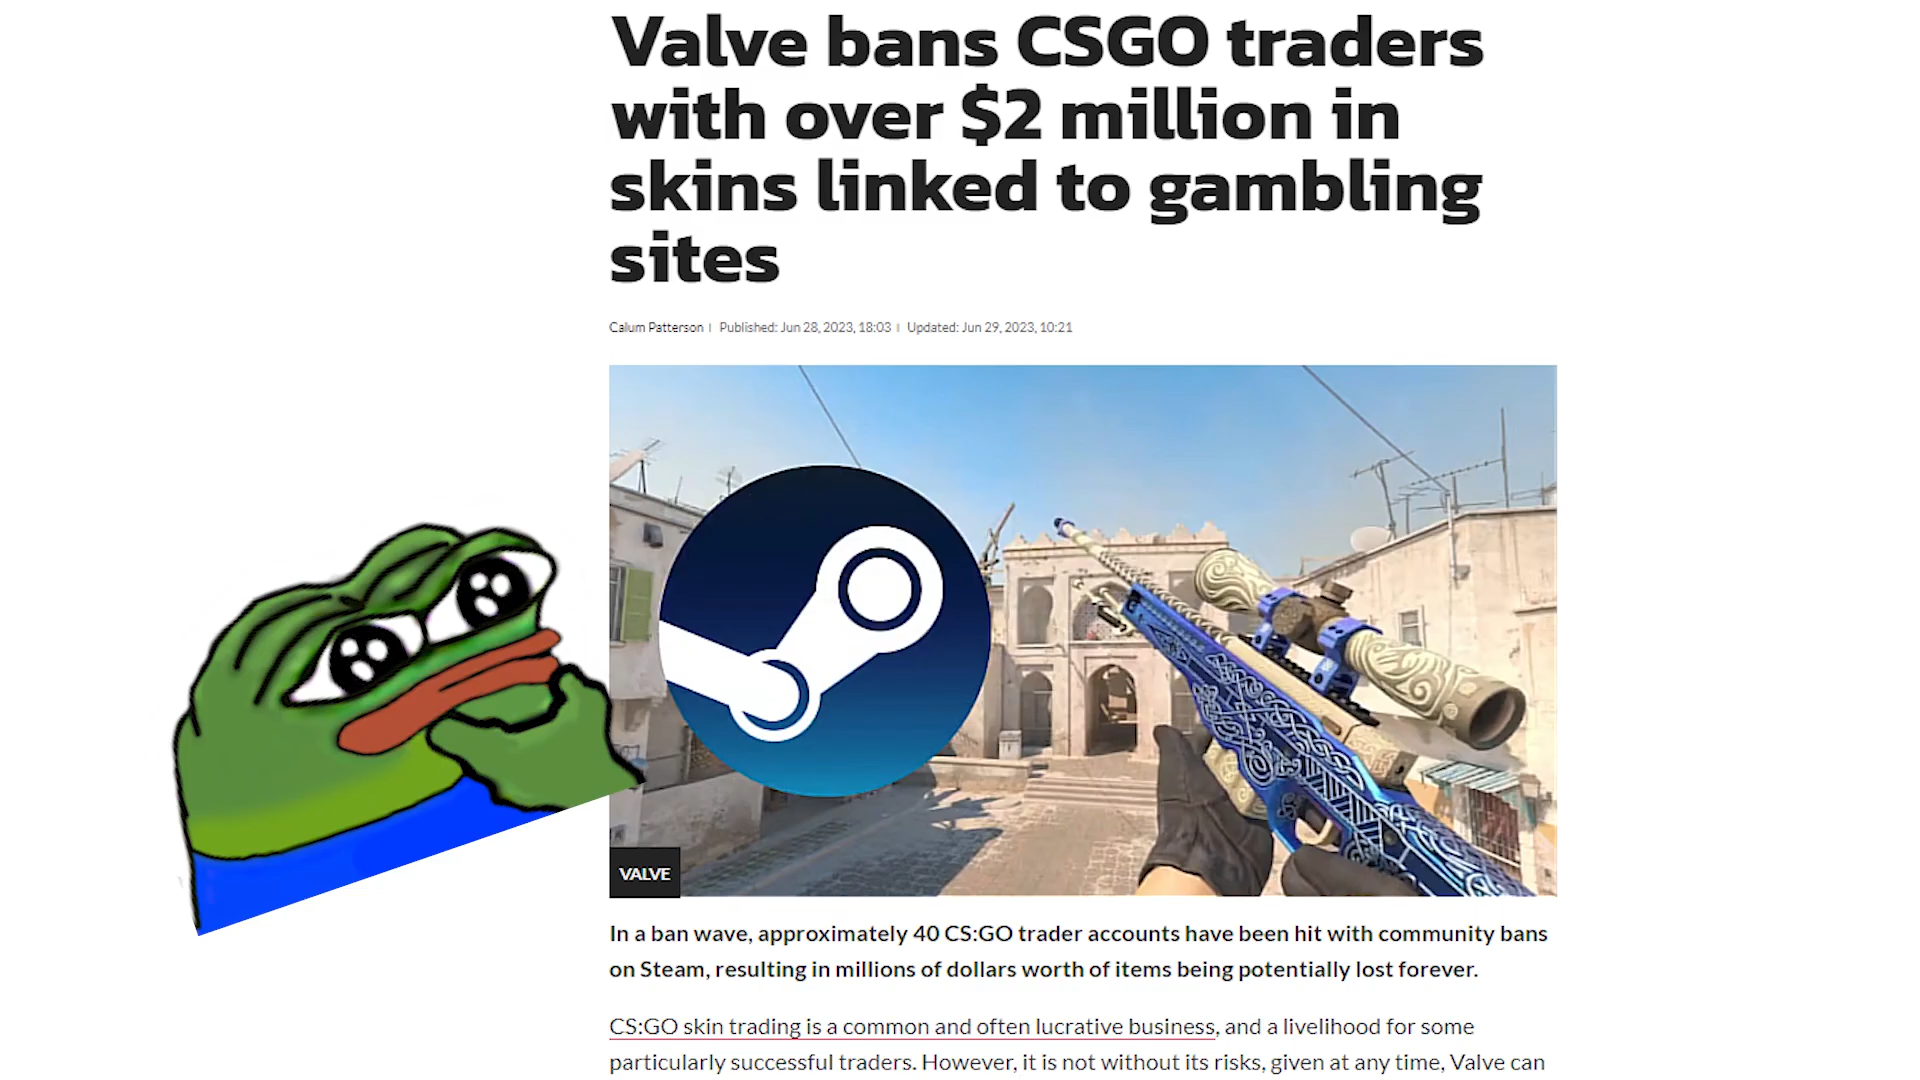 Valve bans CSGO traders
with over $2 million in
skins linked to gambling
sites
Calum Patterson | Published: Jun 28, 2023, 18:03 | Updated: Jun 29, 2023, 10:21
VALVE
In a ban wave, approximately 40 CS:GO trader accounts have been hit with community bans
on Steam, resulting in millions of dollars worth of items being potentially lost forever.
CS:GO skin trading is a common and often lucrative business, and a livelihood for some
particularly successful traders. However, it is not without its risks, given at any time, Valve can